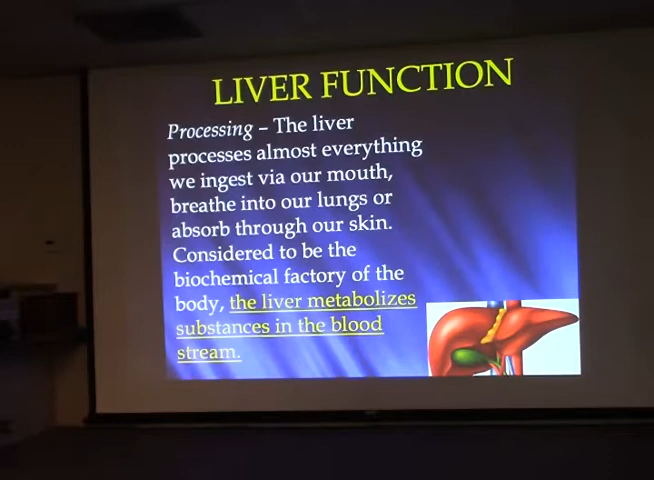 LIVER FUNCTION
Processing – The liver
processes almost everything
we ingest via our mouth,
breathe into our lungs or
absorb through our skin.
Considered to be the
biochemical factory of the
body, the liver metabolizes
substances in the blood
stream.